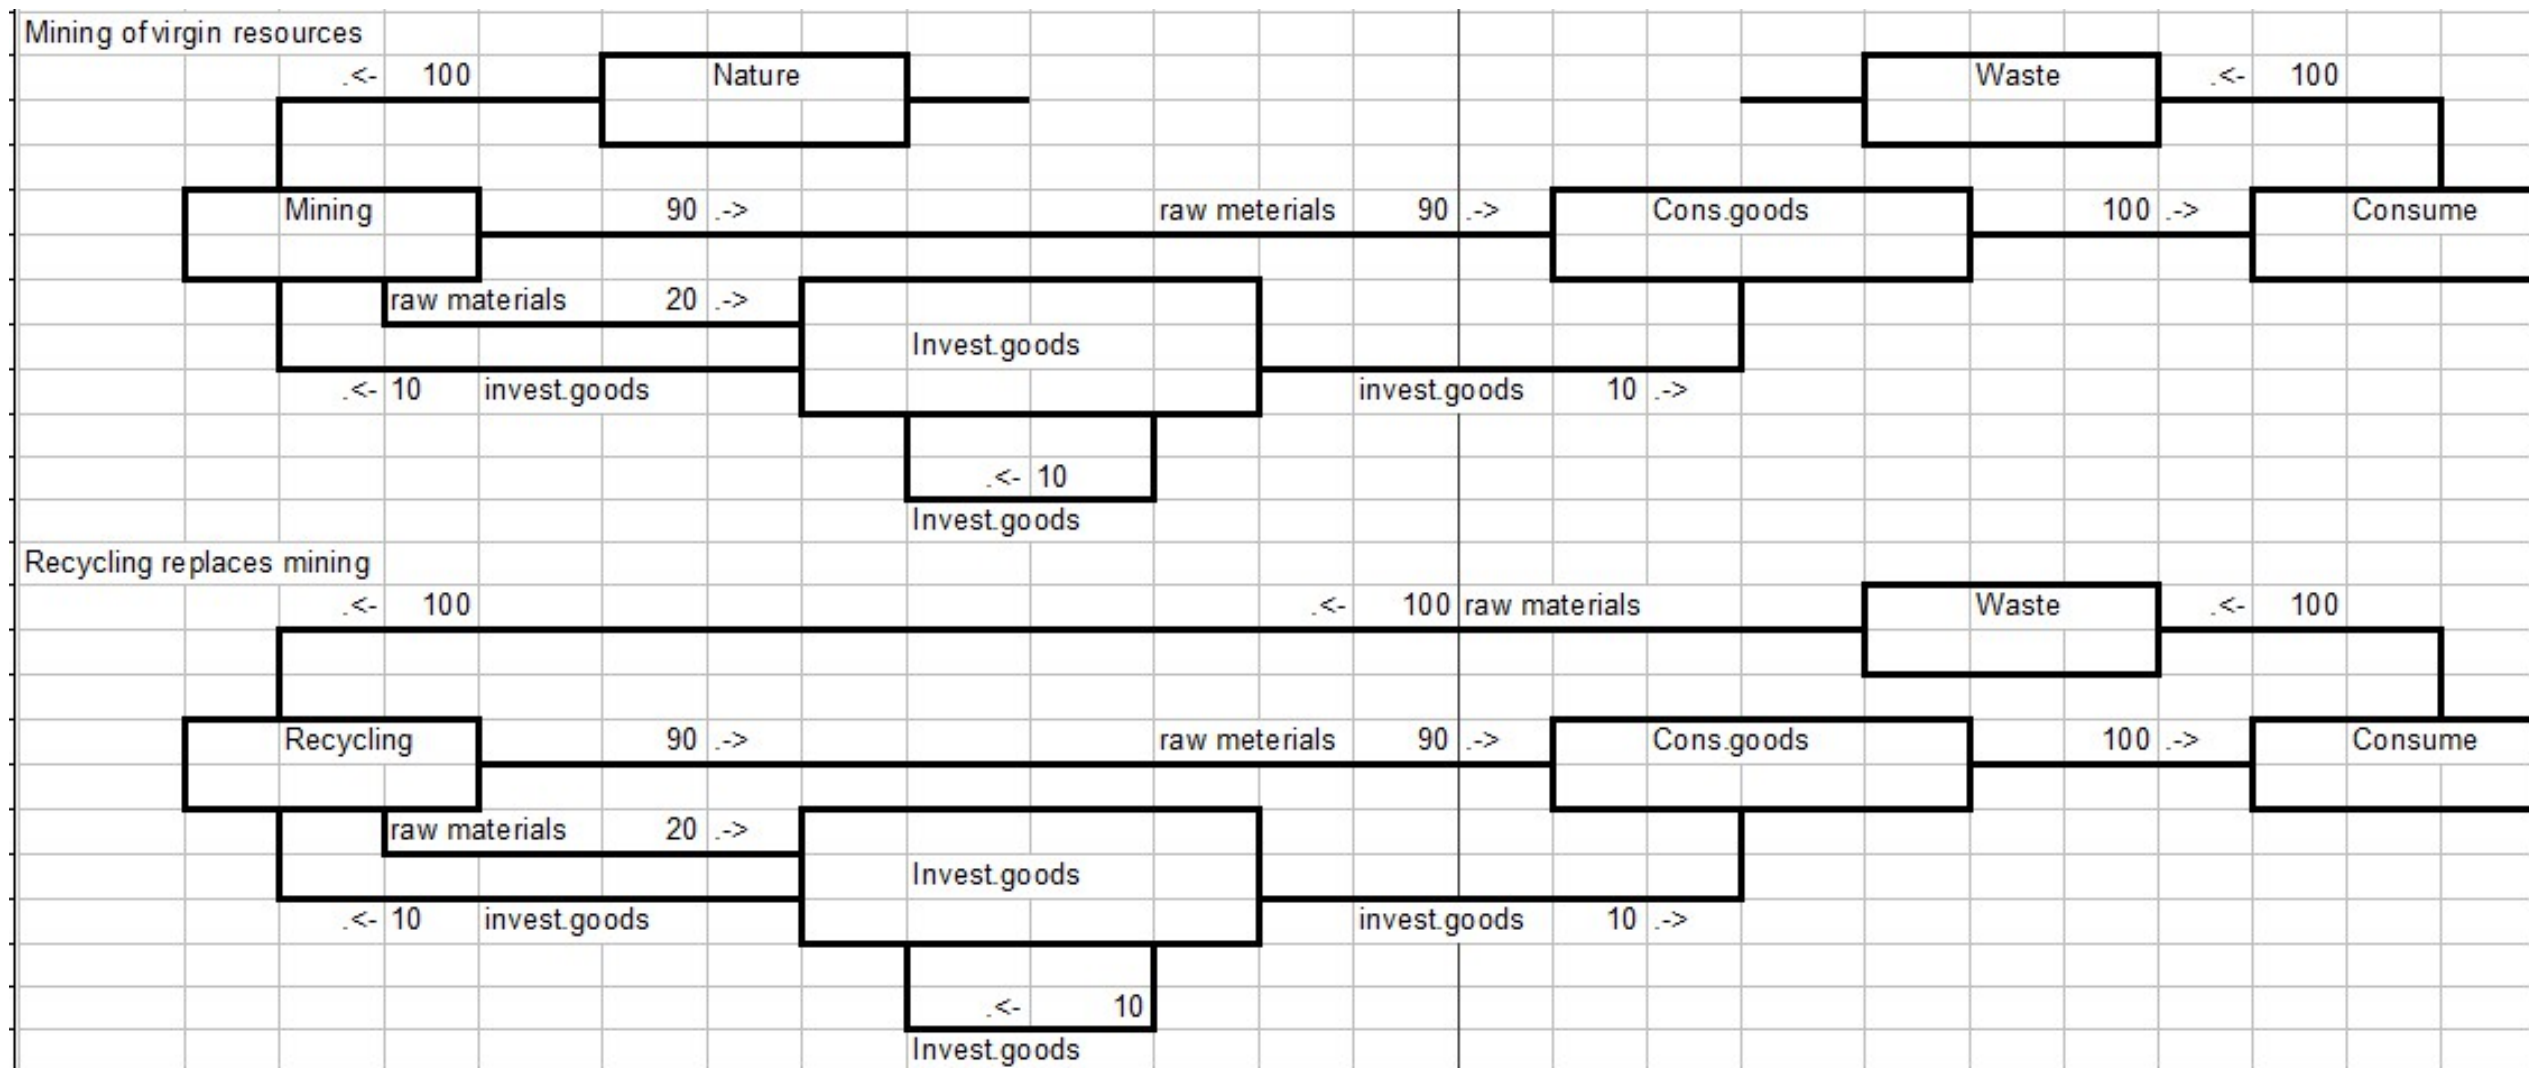 Mining of virgin resources
.<- 100 Nature Waste .<- 100
Mining 90 .-> raw meterials 90 .-> Cons.goods 100 .-> Consume
raw materials 20 .->
Invest.goods
.<- 10 invest.goods invest.goods 10 .->
.<- 10
Invest.goods
Recycling replaces mining
.<- 100 .<- 100 raw materials Waste .<- 100
Recycling 90 .-> raw meterials 90 .-> Cons.goods 100 .-> Consume
raw materials 20 .->
Invest.goods
.<- 10 invest.goods invest.goods 10 .->
.<- 10
Invest.goods